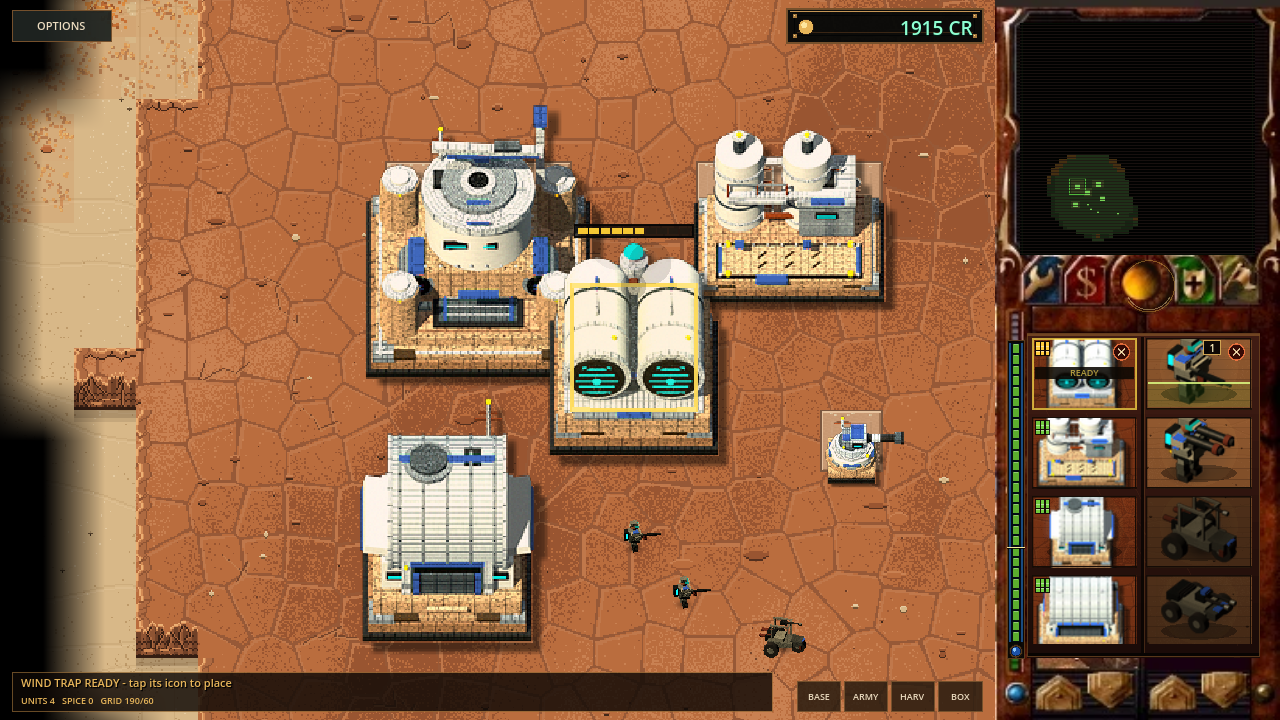 OPTIONS
1915 CR
READY
1
WIND TRAP READY - tap its icon to place
UNITS 4 SPICE 0 GRID 190/60
BASE
ARMY
HARV
BOX